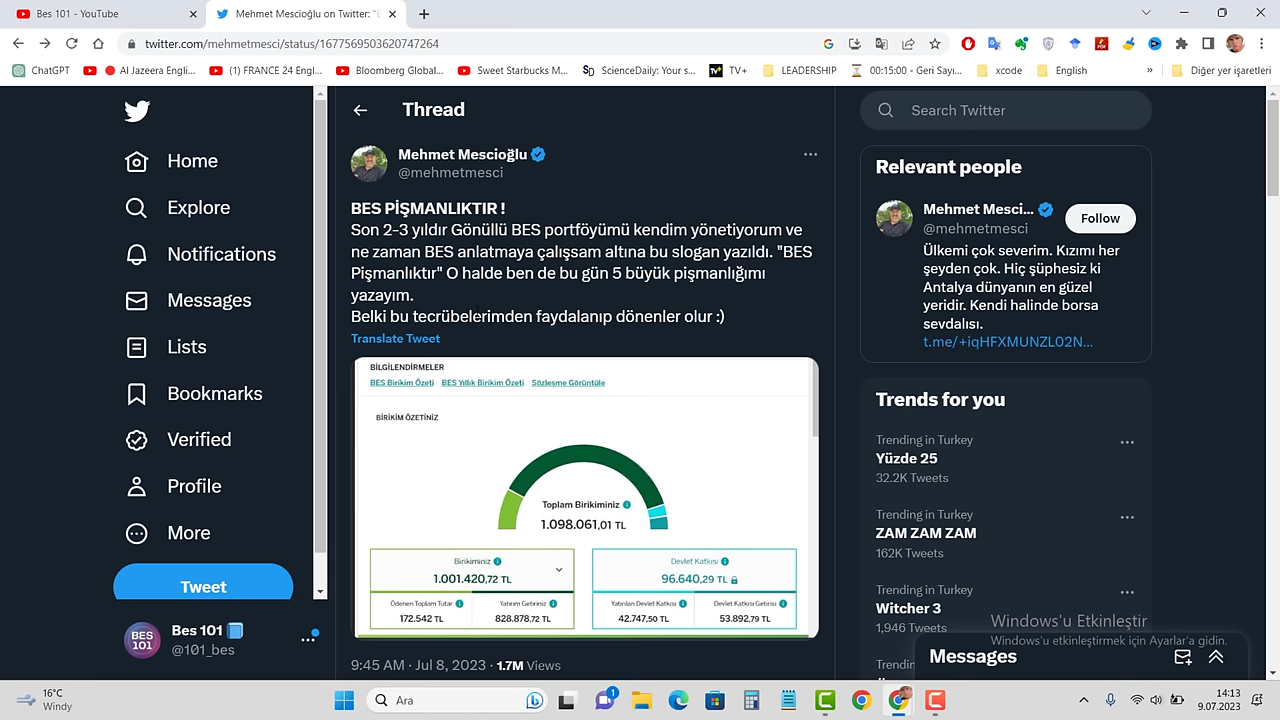 Bes 101 - YouTube
Mehmet Mescioğlu on Twitter: "B
twitter.com/mehmetmesci/status/1677569503620747264
ChatGPT
Al Jazeera Engli...
(1) FRANCE 24 Engl...
Bloomberg Global...
Sweet Starbucks M...
ScienceDaily: Your s...
TV+
LEADERSHIP
00:15:00 - Geri Sayı...
xcode
English
»
Diğer yer işaretleri
Home
Explore
Notifications
Messages
Lists
Bookmarks
Verified
Profile
More
Tweet
BES 101
Bes 101
@101_bes
Thread
Mehmet Mescioğlu
@mehmetmesci
BES PİŞMANLIKTIR !
Son 2-3 yıldır Gönüllü BES portföyümü kendim yönetiyorum ve
ne zaman BES anlatmaya çalışsam altına bu slogan yazıldı. "BES
Pişmanlıktır" O halde ben de bu gün 5 büyük pişmanlığımı
yazayım.
Belki bu tecrübelerimden faydalanıp dönenler olur :)
Translate Tweet
BİLGİLENDİRMELER
BES Birikim Özeti BES Yıllık Birikim Özeti Sözleşme Görüntüle
BİRİKİM ÖZETİNİZ
Toplam Birikiminiz
1.098.061,01 TL
Birikiminiz
1.001.420,72 TL
Ödenen Toplam Tutar
172.542 TL
Yatırım Getiriniz
828.878,72 TL
Devlet Katkısı
96.640,29 TL
Yatırılan Devlet Katkısı
42.747,50 TL
Devlet Katkısı Getirisi
53.892,79 TL
9:45 AM · Jul 8, 2023 · 1.7M Views
Search Twitter
Relevant people
Mehmet Mesci...
@mehmetmesci
Follow
Ülkemi çok severim. Kızımı her
şeyden çok. Hiç şüphesiz ki
Antalya dünyanın en güzel
yeridir. Kendi halinde borsa
sevdalısı.
t.me/+iqHFXMUNZL02N...
Trends for you
Trending in Turkey
Yüzde 25
32.2K Tweets
Trending in Turkey
ZAM ZAM ZAM
162K Tweets
Trending in Turkey
Witcher 3
1,946 Tweets
Trendin
Windows'u Etkinleştir
Windows'u etkinleştirmek için Ayarlar'a gidin.
Messages
16°C
Windy
Ara
1
14:13
9.07.2023